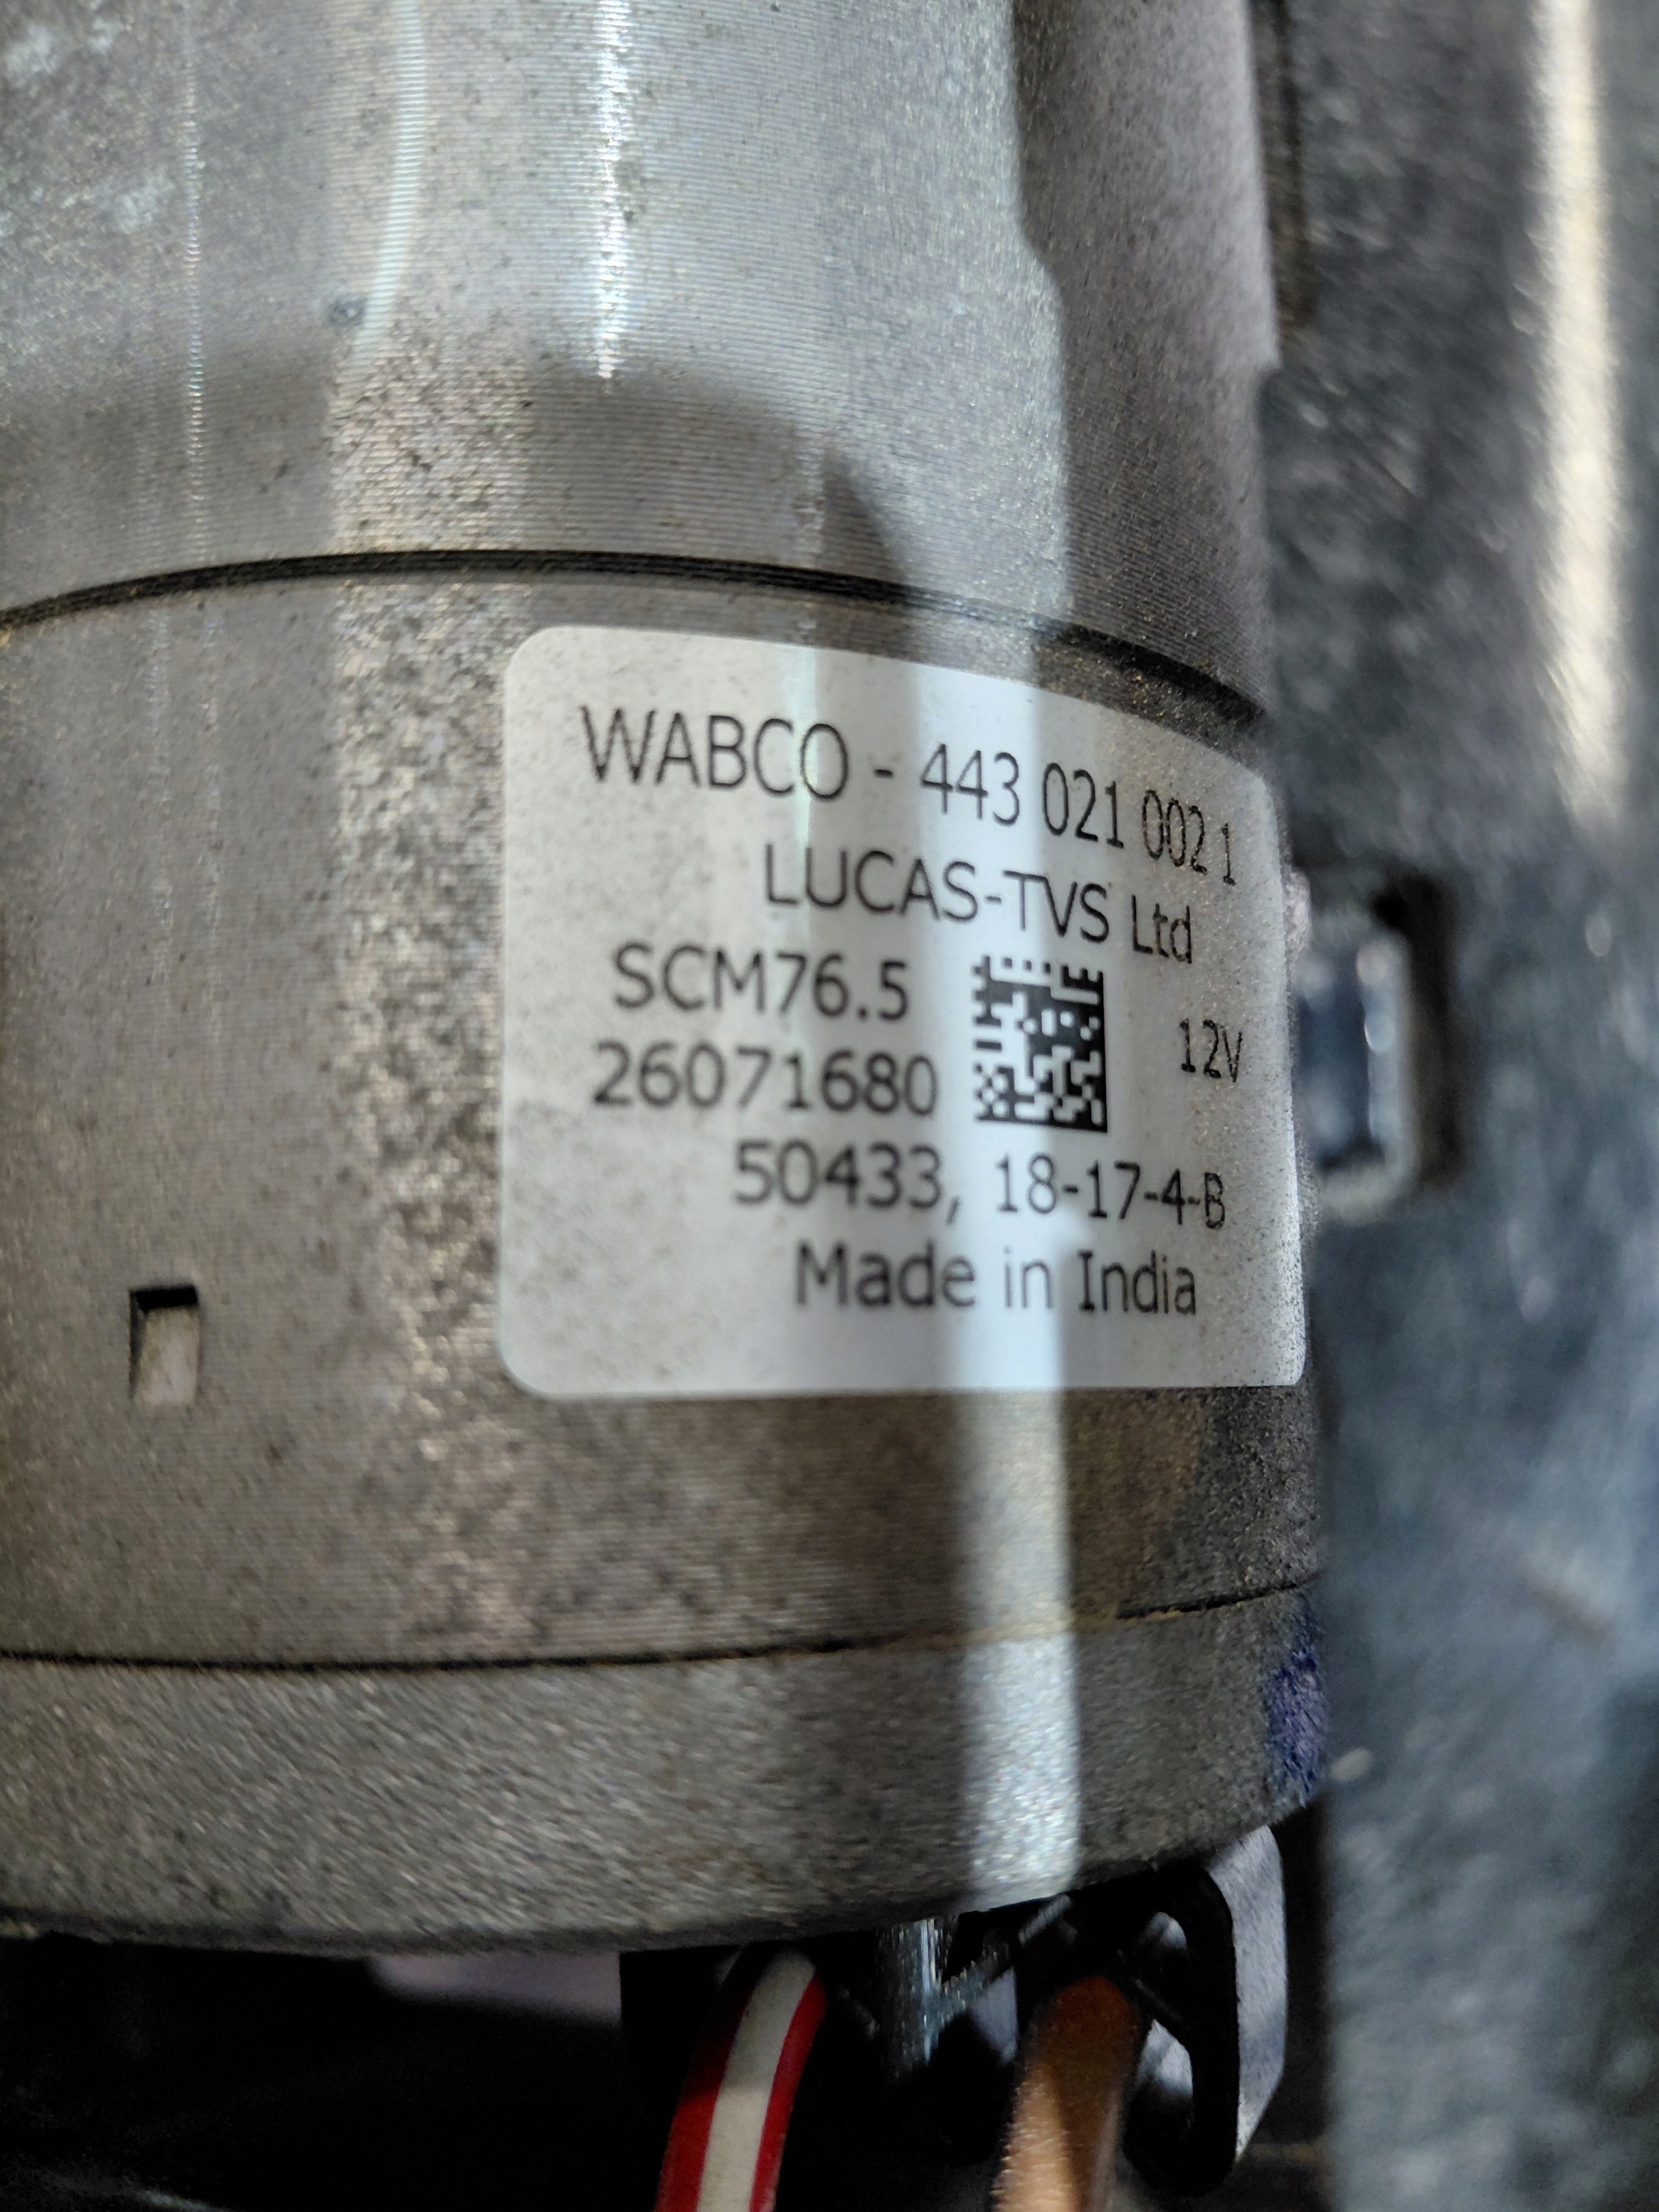 WABCO - 443 021 002 1
LUCAS-TVS Ltd
SCM76.5
12V
26071680
50433, 18-17-4-B
Made in India